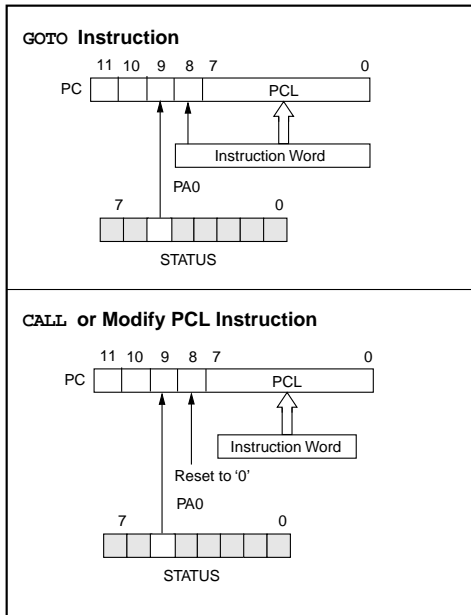 GOTO Instruction
11 10 9 8 7 0
PC PCL
Instruction Word
PA0
7 0
STATUS
CALL or Modify PCL Instruction
11 10 9 8 7 0
PC PCL
Instruction Word
Reset to ‘0’
PA0
7 0
STATUS